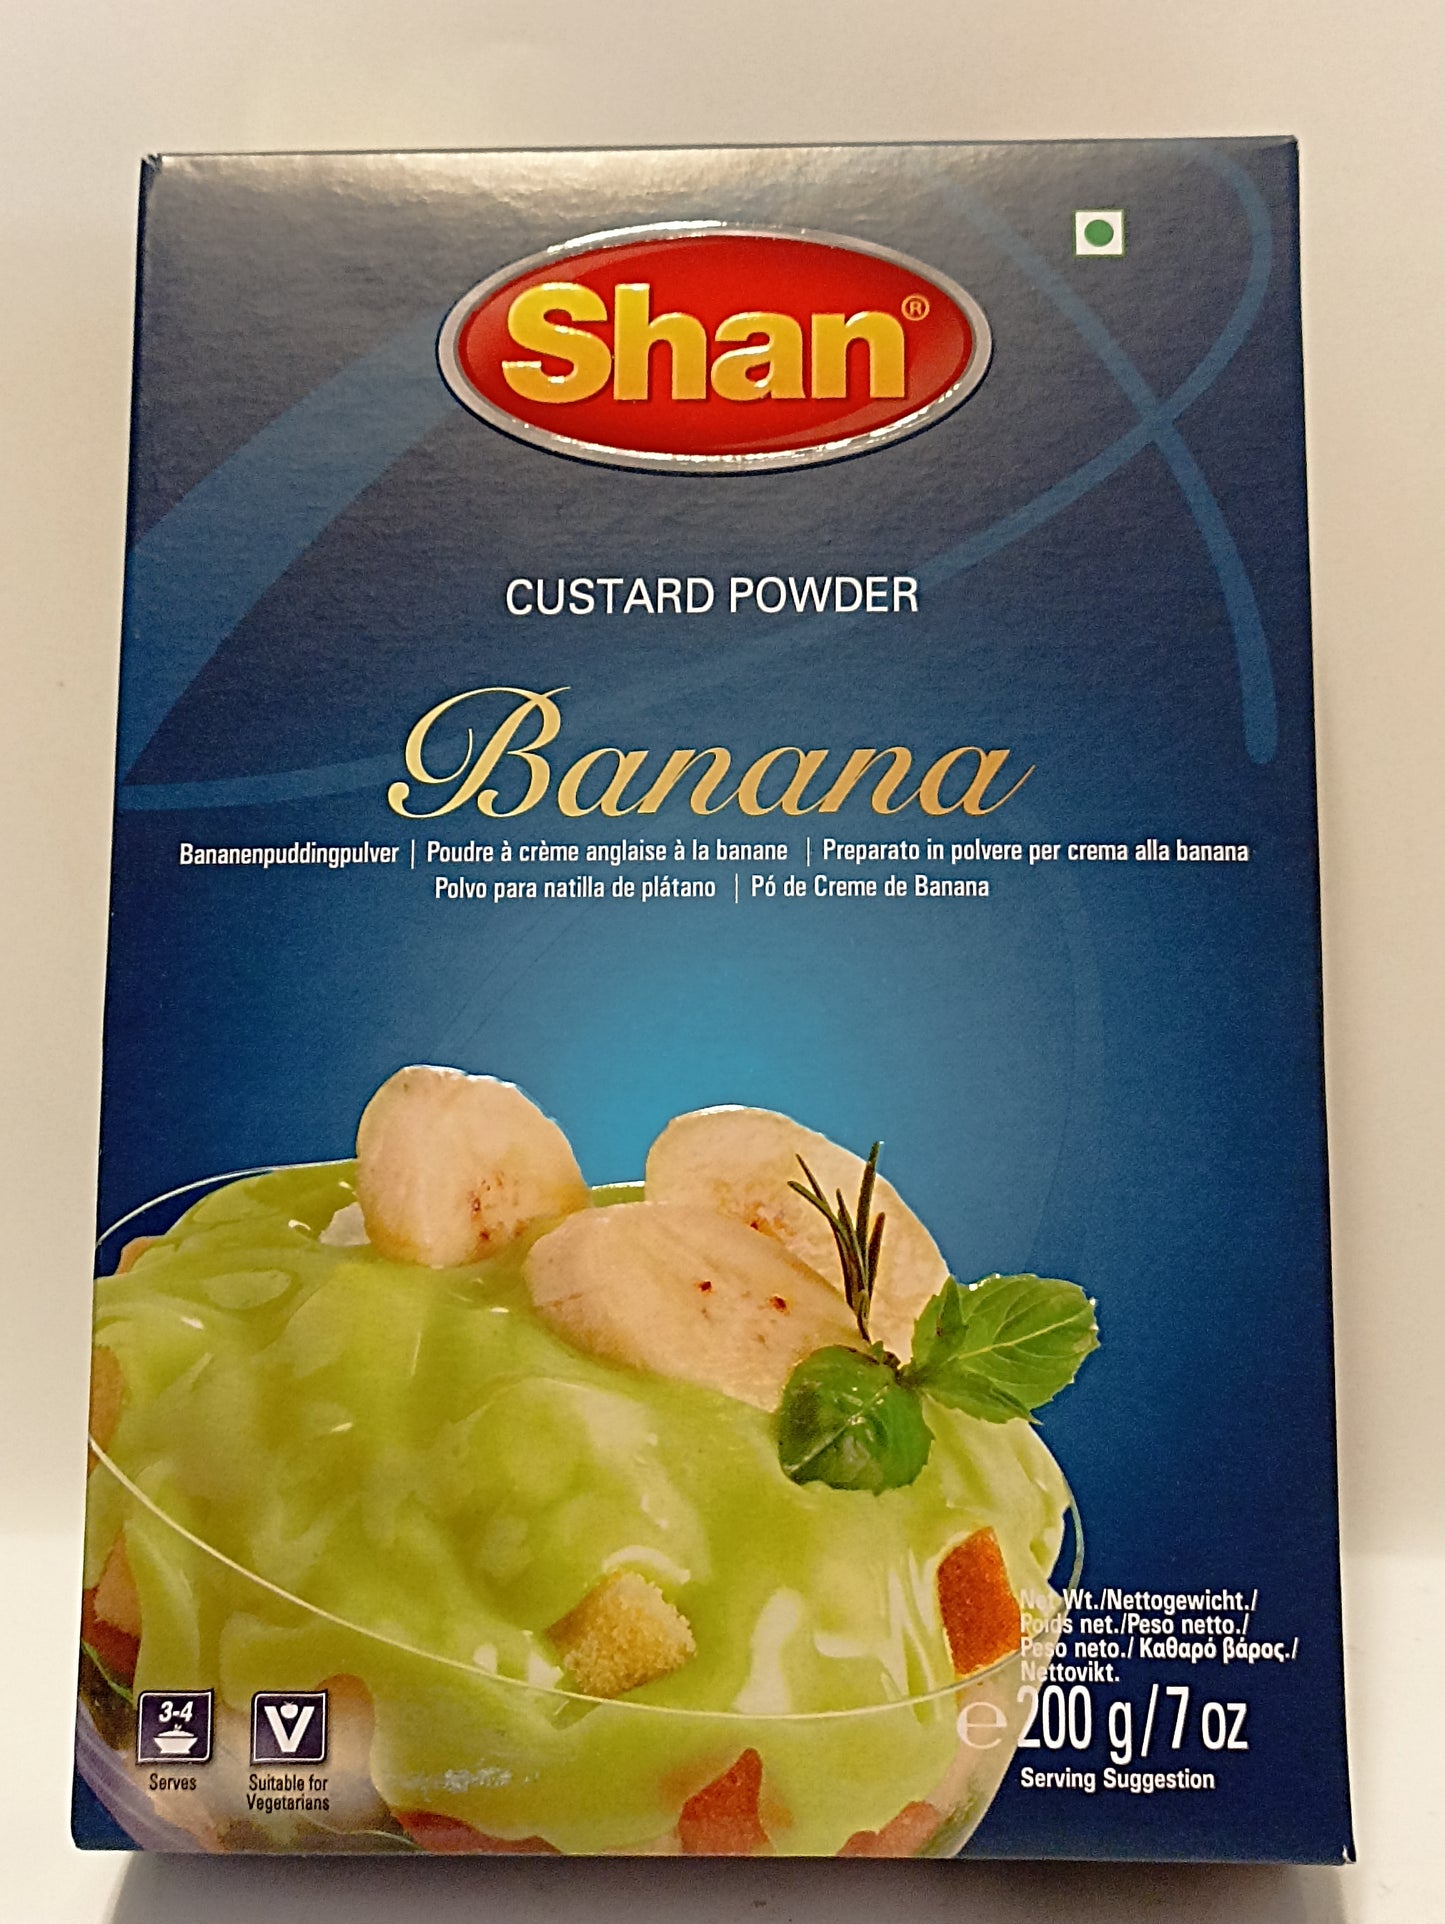 Shan®
CUSTARD POWDER
Banana
Bananenpuddingpulver | Poudre à crème anglaise à la banane | Preparato in polvere per crema alla banana
Polvo para natilla de plátano | Pó de Creme de Banana
Net Wt./Nettogewicht./
Poids net./Peso netto./
Peso neto./ Καθαρό βάρος./
Nettovikt.
℮ 200 g/7 oz
Serving Suggestion
3-4
Serves
V
Suitable for
Vegetarians